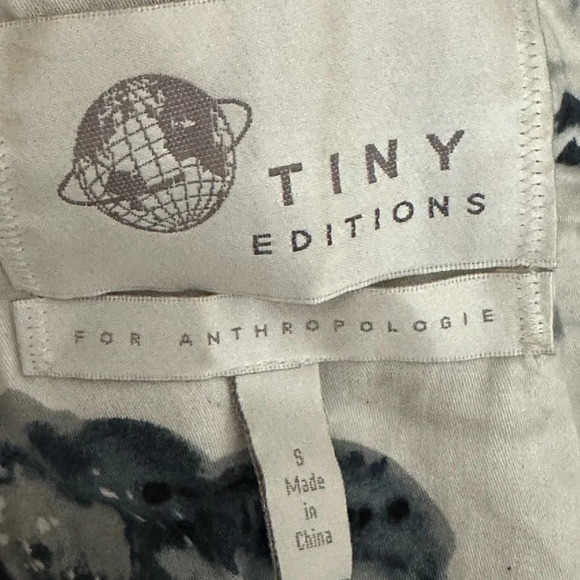 TINY
EDITIONS
FOR ANTHROPOLOGIE
S
Made
in
China